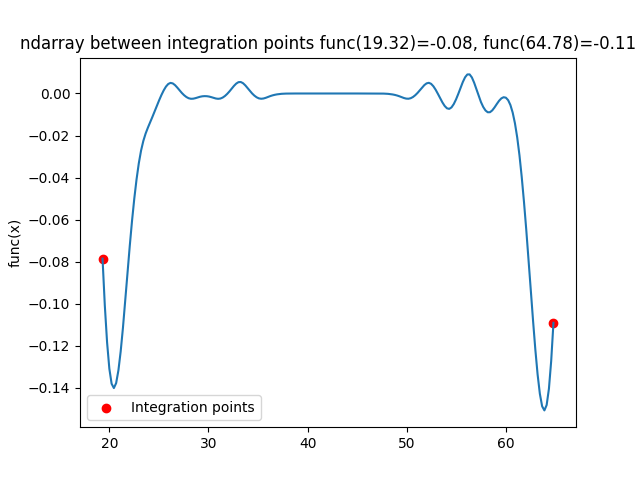 ndarray between integration points func(19.32)=-0.08, func(64.78)=-0.11
0.00
−0.02
−0.04
−0.06
−0.08
−0.10
−0.12
−0.14
func(x)
Integration points
20 30 40 50 60